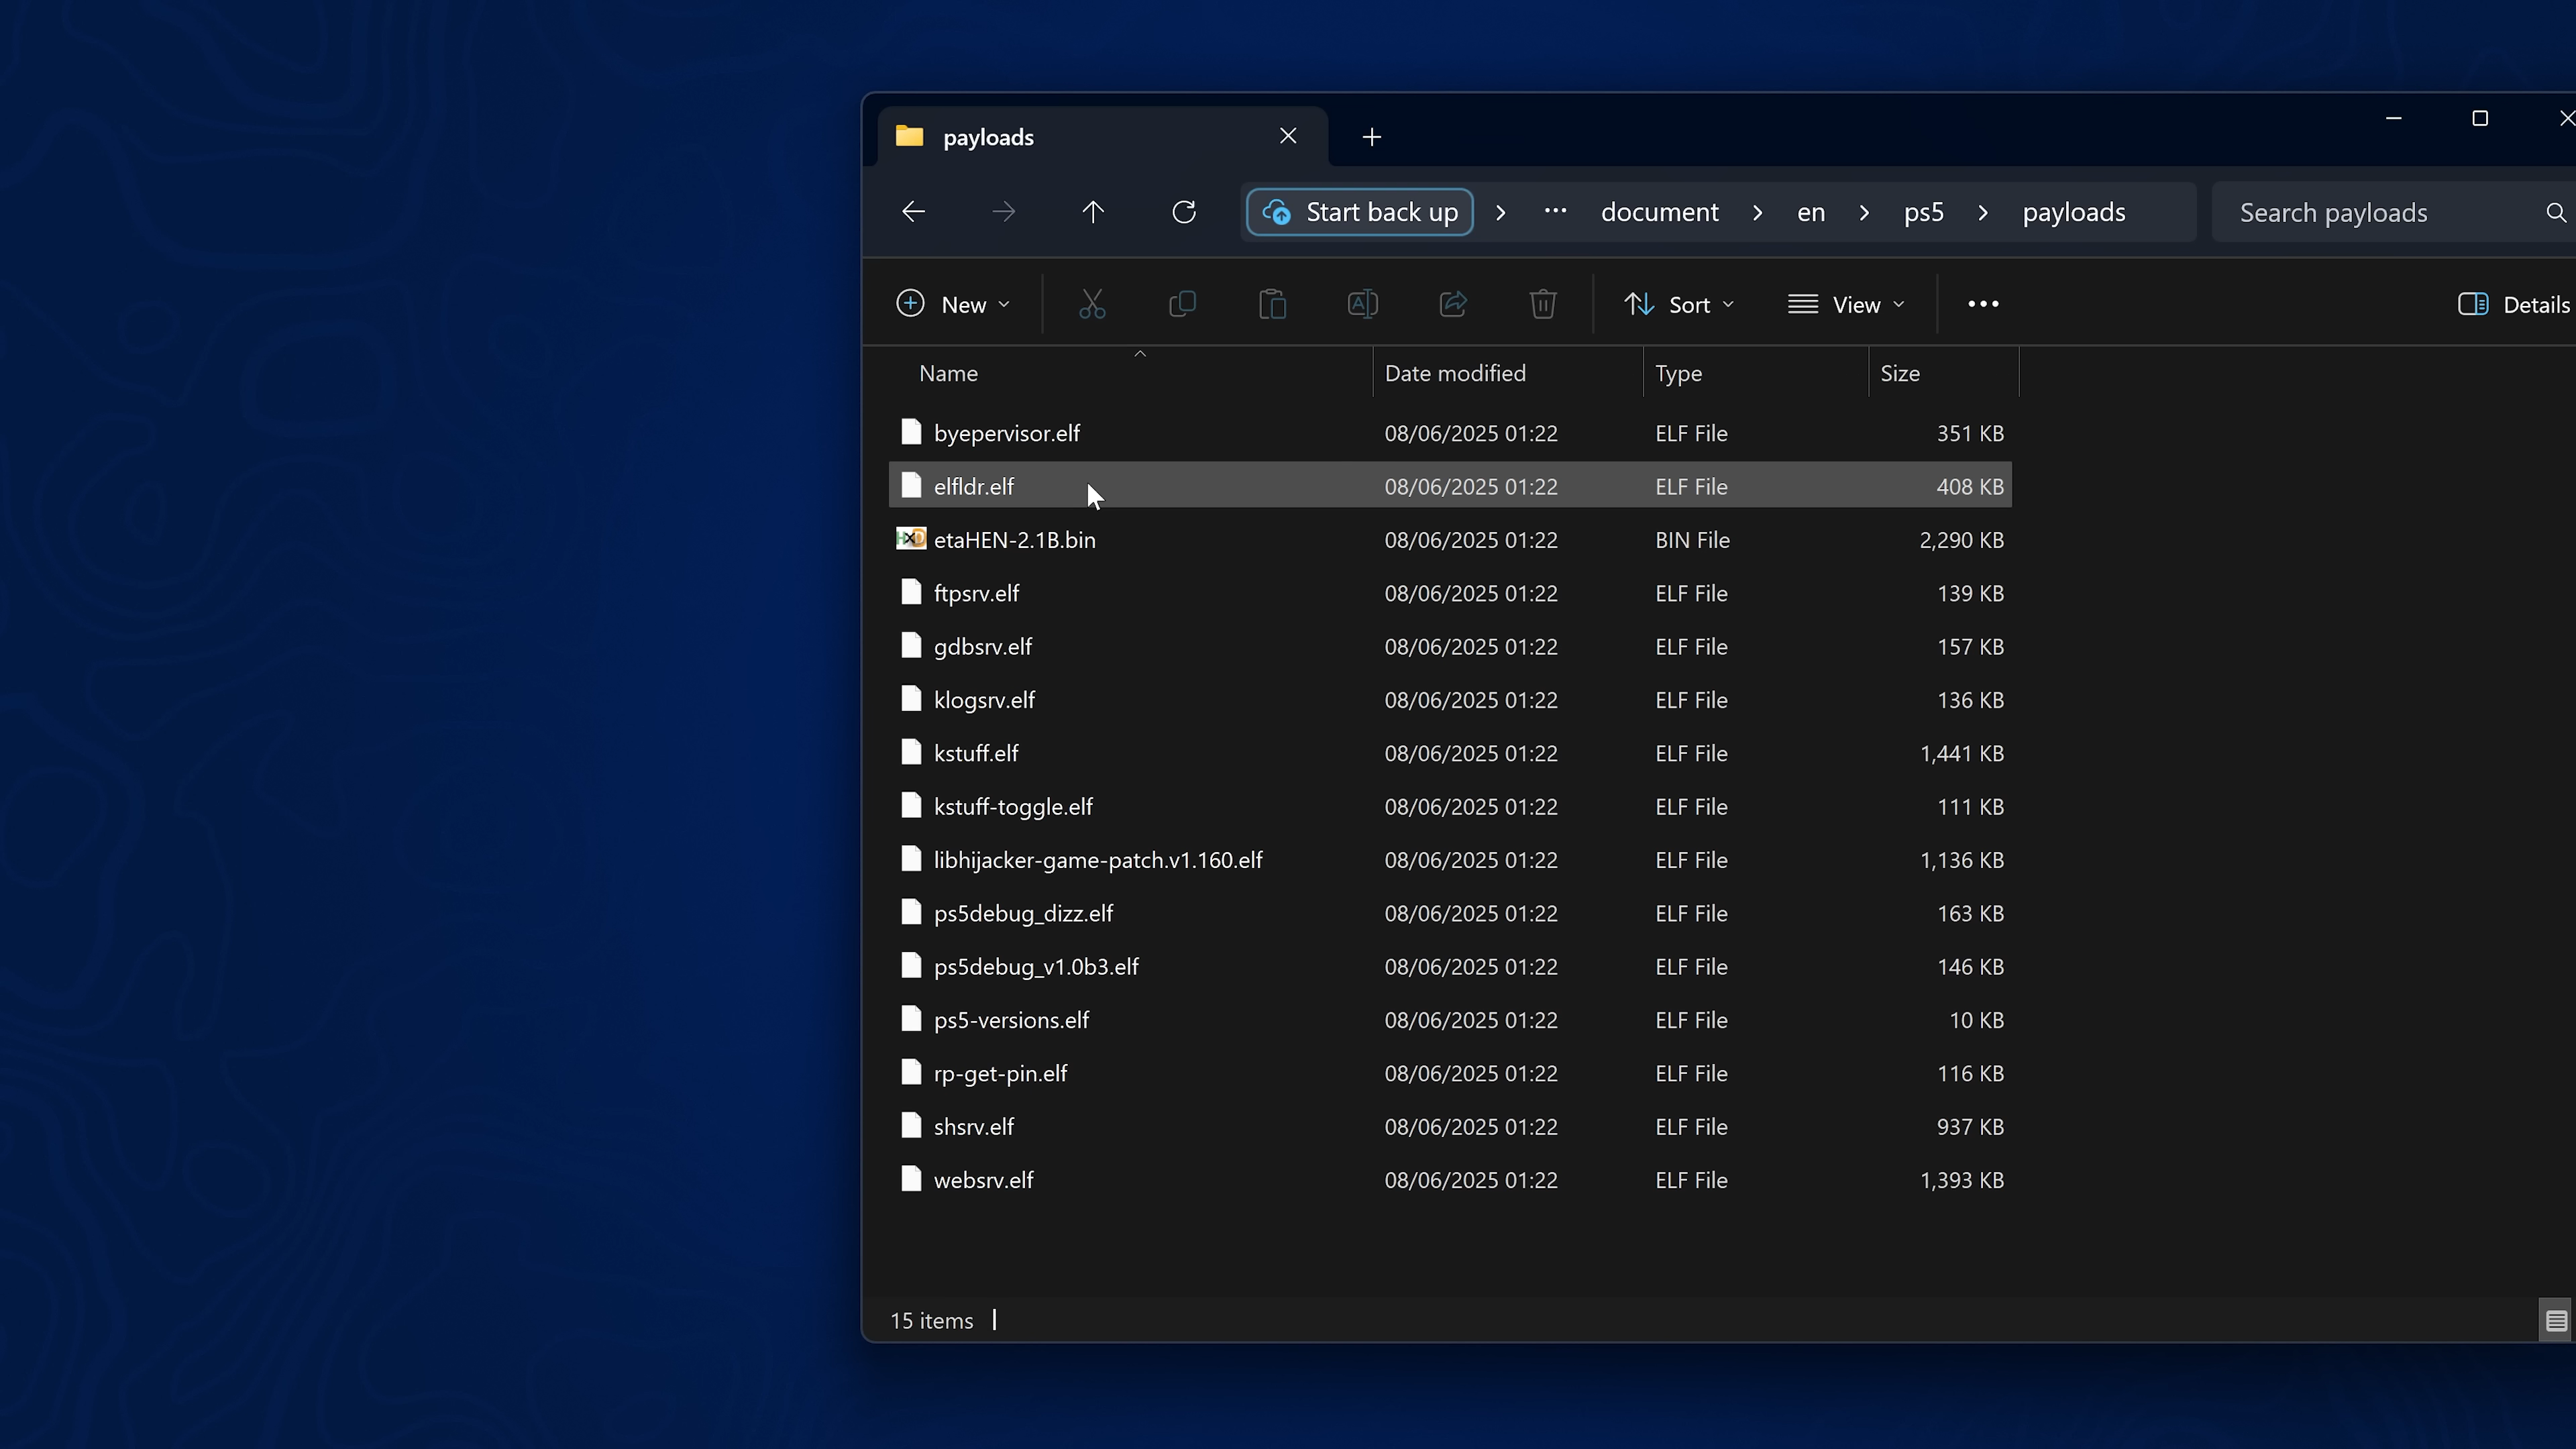 payloads
Start back up > ... document > en > ps5 > payloads
Search payloads
New
Sort
View
Details
Name Date modified Type Size
byepervisor.elf 08/06/2025 01:22 ELF File 351 KB
elfldr.elf 08/06/2025 01:22 ELF File 408 KB
HXD etaHEN-2.1B.bin 08/06/2025 01:22 BIN File 2,290 KB
ftpsrv.elf 08/06/2025 01:22 ELF File 139 KB
gdbsrv.elf 08/06/2025 01:22 ELF File 157 KB
klogsrv.elf 08/06/2025 01:22 ELF File 136 KB
kstuff.elf 08/06/2025 01:22 ELF File 1,441 KB
kstuff-toggle.elf 08/06/2025 01:22 ELF File 111 KB
libhijacker-game-patch.v1.160.elf 08/06/2025 01:22 ELF File 1,136 KB
ps5debug_dizz.elf 08/06/2025 01:22 ELF File 163 KB
ps5debug_v1.0b3.elf 08/06/2025 01:22 ELF File 146 KB
ps5-versions.elf 08/06/2025 01:22 ELF File 10 KB
rp-get-pin.elf 08/06/2025 01:22 ELF File 116 KB
shsrv.elf 08/06/2025 01:22 ELF File 937 KB
websrv.elf 08/06/2025 01:22 ELF File 1,393 KB
15 items